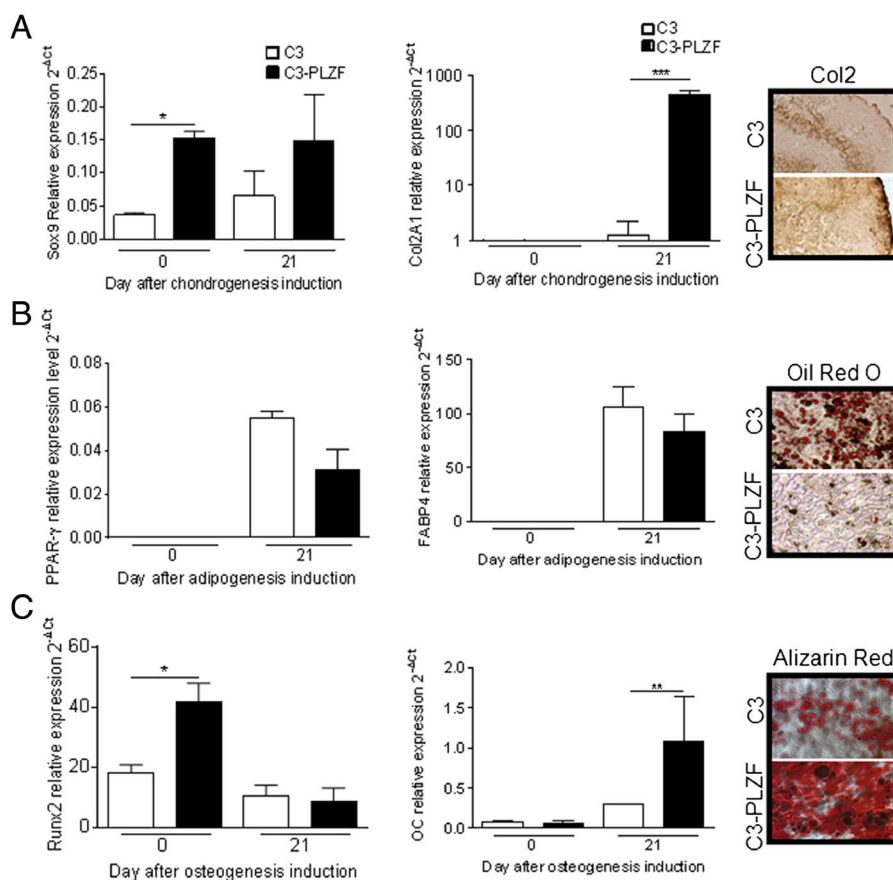 A
C3
C3-PLZF
Sox9 Relative expression 2^-ΔCt
0.25
0.20
0.15
0.10
0.05
0.00
*
0
21
Day after chondrogenesis induction
C3
C3-PLZF
Col2A1 relative expression 2^-ΔCt
1000
100
10
1
***
0
21
Day after chondrogenesis induction
Col2
C3
C3-PLZF
B
PPAR-γ relative expression level 2^-ΔCt
0.08
0.06
0.04
0.02
0.00
0
21
Day after adipogenesis induction
FABP4 relative expression 2^-ΔCt
150
100
50
0
0
21
Day after adipogenesis induction
Oil Red O
C3
C3-PLZF
C
Runx2 relative expression 2^-ΔCt
60
40
20
0
*
0
21
Day after osteogenesis induction
OC relative expression 2^-ΔCt
2.0
1.5
1.0
0.5
0.0
**
0
21
Day after osteogenesis induction
Alizarin Red
C3
C3-PLZF